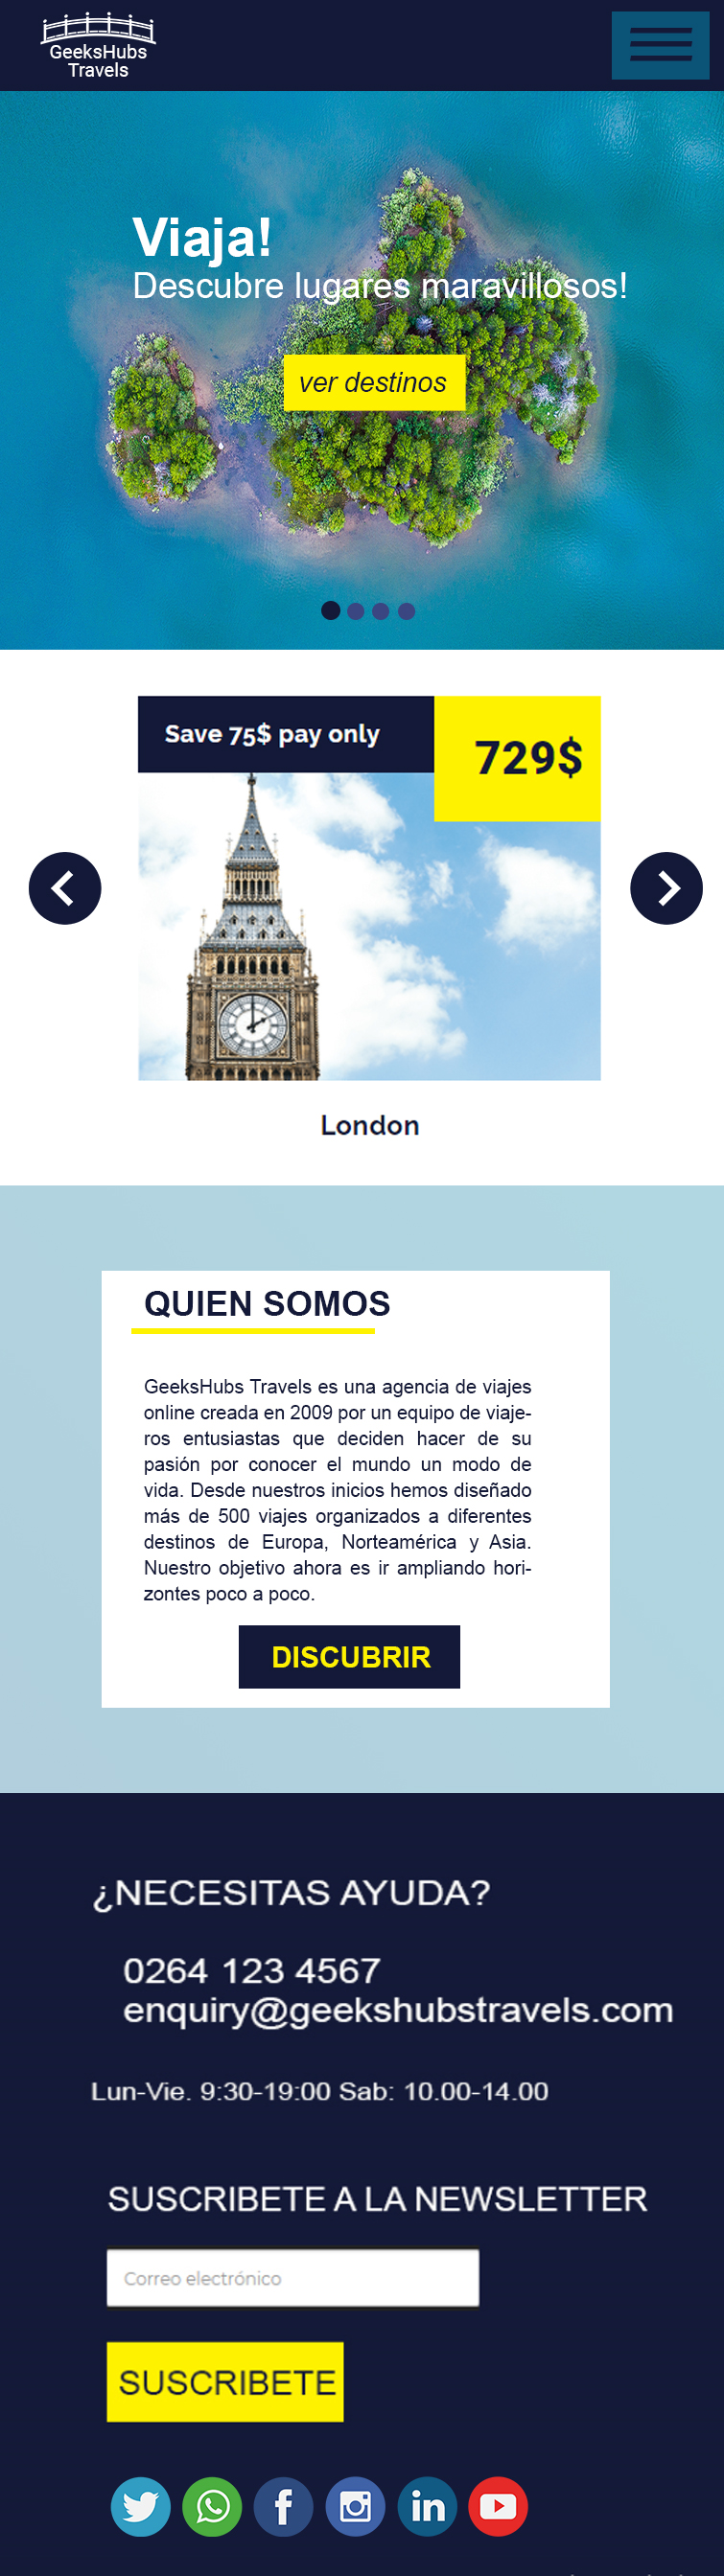 GeeksHubs
Travels
Viaja!
Descubre lugares maravillosos!
ver destinos
Save 75$ pay only
729$
London
QUIEN SOMOS
GeeksHubs Travels es una agencia de viajes
online creada en 2009 por un equipo de viaje-
ros entusiastas que deciden hacer de su
pasión por conocer el mundo un modo de
vida. Desde nuestros inicios hemos diseñado
más de 500 viajes organizados a diferentes
destinos de Europa, Norteamérica y Asia.
Nuestro objetivo ahora es ir ampliando hori-
zontes poco a poco.
DISCUBRIR
¿NECESITAS AYUDA?
0264 123 4567
enquiry@geekshubstravels.com
Lun-Vie. 9:30-19:00 Sab: 10.00-14.00
SUSCRIBETE A LA NEWSLETTER
Correo electrónico
SUSCRIBETE
in